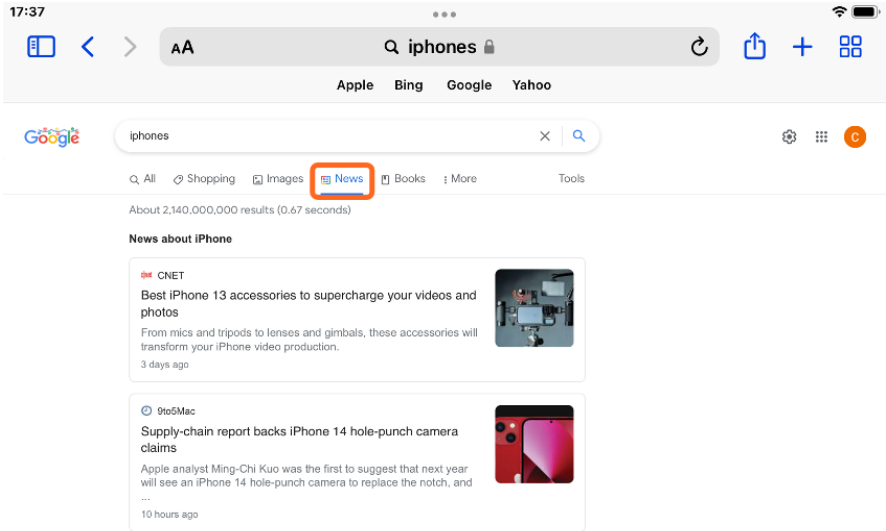 17:37
AA iphones
Apple Bing Google Yahoo
Google iphones C
All Shopping Images News Books More Tools
About 2,140,000,000 results (0.67 seconds)
News about iPhone
CNET
Best iPhone 13 accessories to supercharge your videos and
photos
From mics and tripods to lenses and gimbals, these accessories will
transform your iPhone video production.
3 days ago
9to5Mac
Supply-chain report backs iPhone 14 hole-punch camera
claims
Apple analyst Ming-Chi Kuo was the first to suggest that next year
will see an iPhone 14 hole-punch camera to replace the notch, and
...
10 hours ago